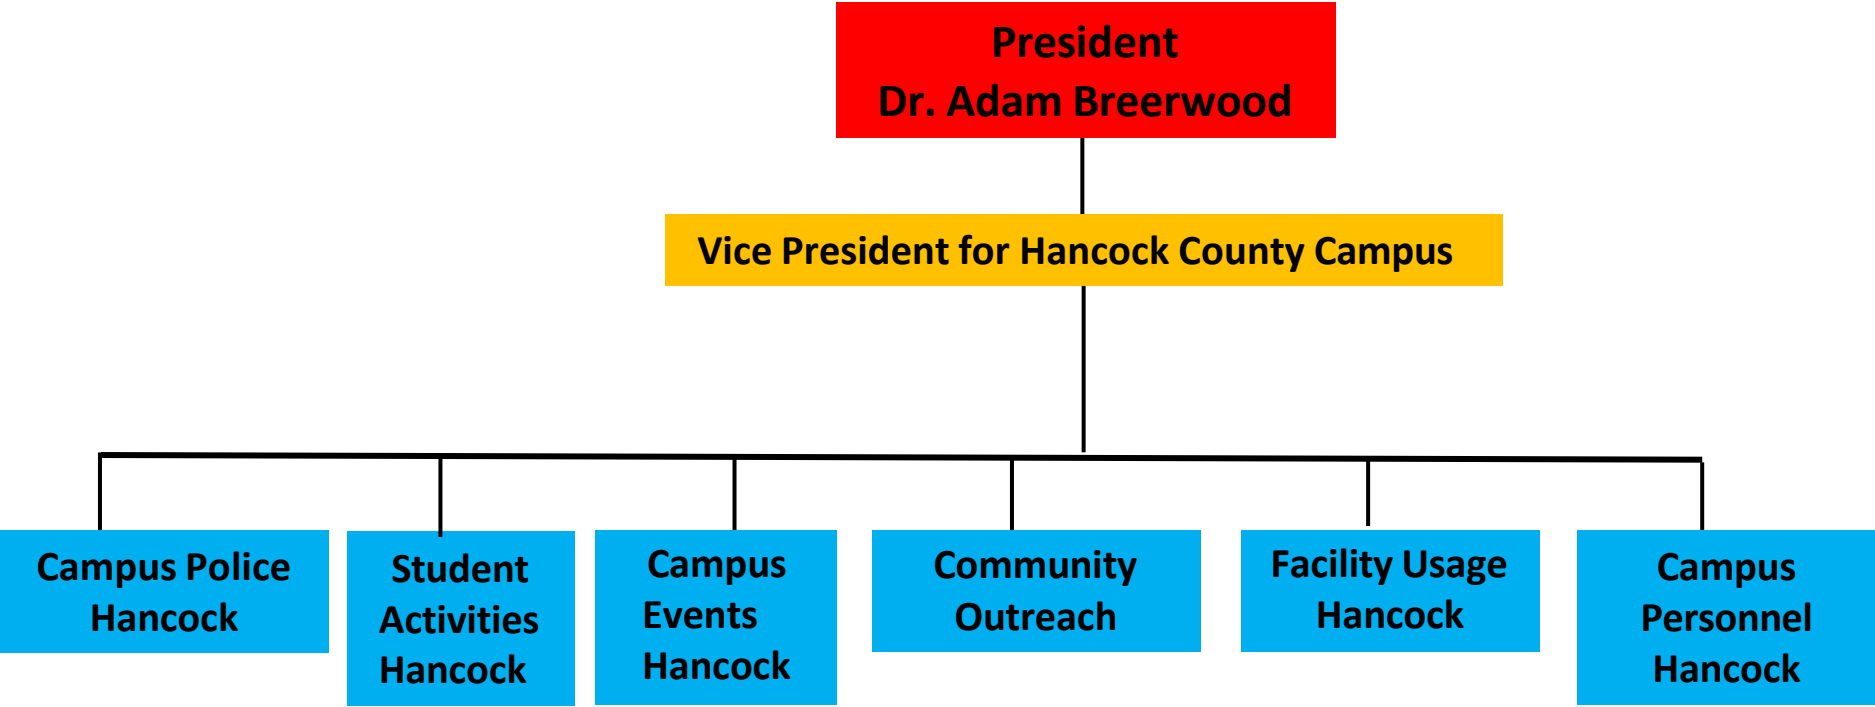 President
Dr. Adam Breerwood
Vice President for Hancock County Campus
Campus Police
Hancock
Student
Activities
Hancock
Campus
Events
Hancock
Community
Outreach
Facility Usage
Hancock
Campus
Personnel
Hancock